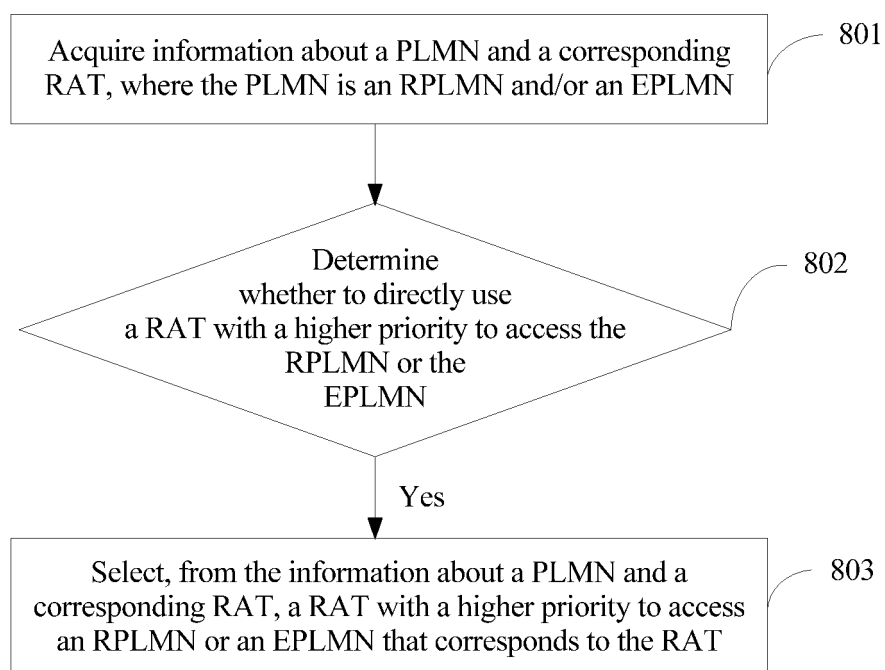 Acquire information about a PLMN and a corresponding
RAT, where the PLMN is an RPLMN and/or an EPLMN
801
Determine
whether to directly use
a RAT with a higher priority to access the
RPLMN or the
EPLMN
802
Yes
Select, from the information about a PLMN and a
corresponding RAT, a RAT with a higher priority to access
an RPLMN or an EPLMN that corresponds to the RAT
803